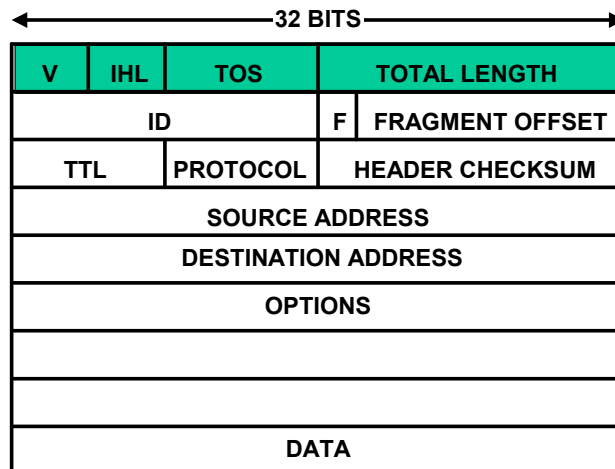 32 BITS
V IHL TOS TOTAL LENGTH
ID F FRAGMENT OFFSET
TTL PROTOCOL HEADER CHECKSUM
SOURCE ADDRESS
DESTINATION ADDRESS
OPTIONS
DATA